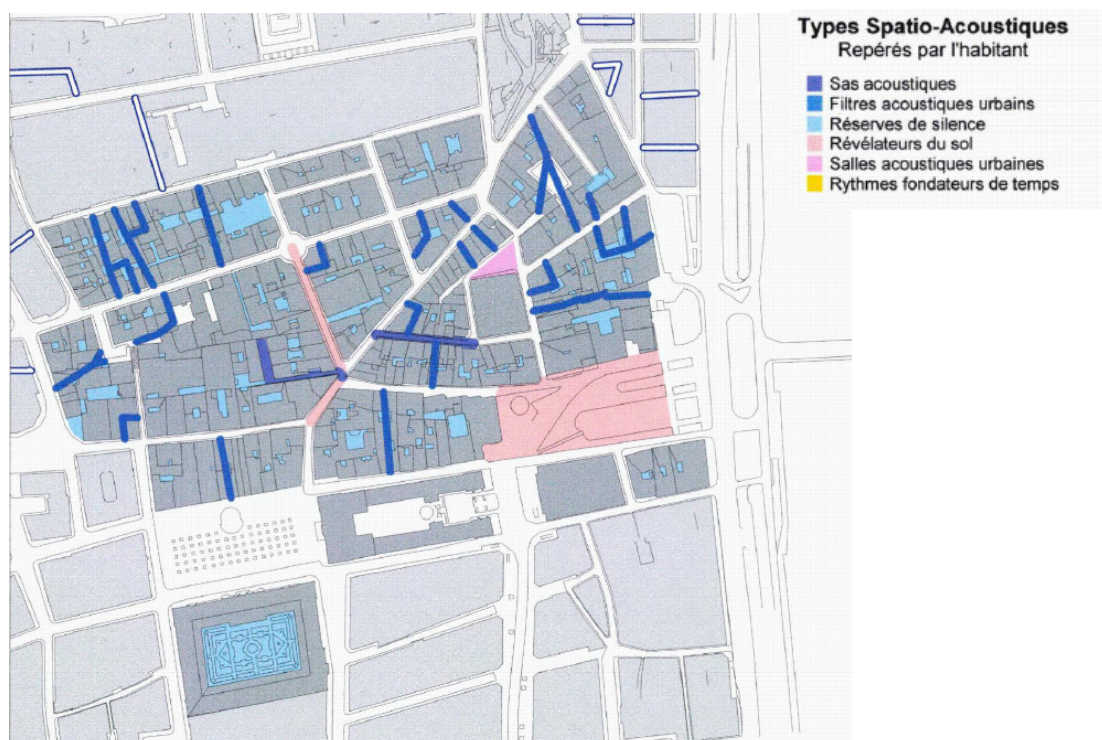 Types Spatio-Acoustiques
Repérés par l'habitant
Sas acoustiques
Filtres acoustiques urbains
Réserves de silence
Révélateurs du sol
Salles acoustiques urbaines
Rythmes fondateurs de temps